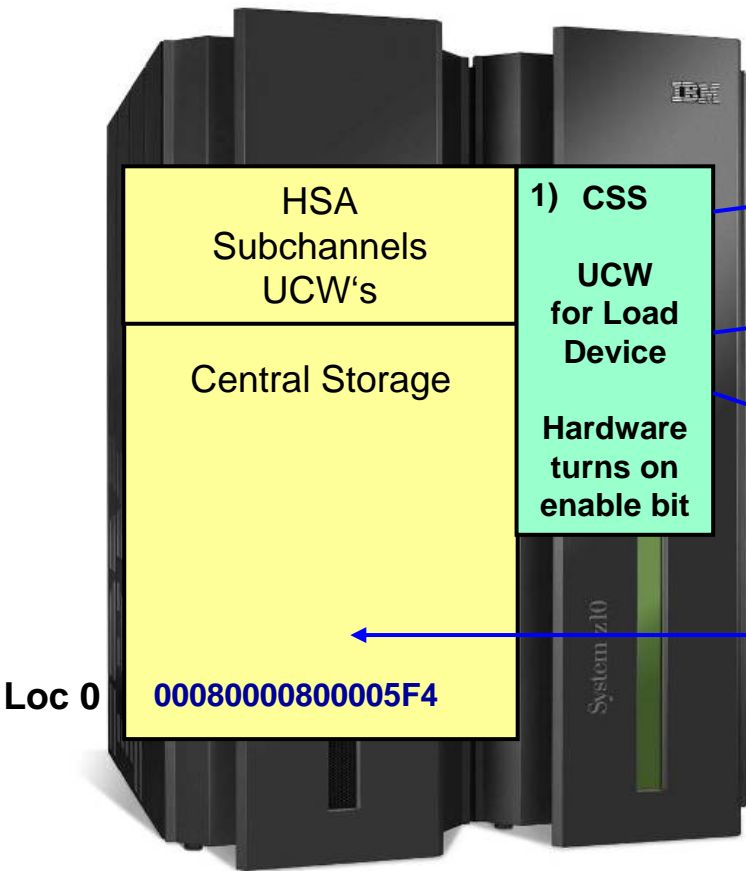 IBM
HSA
Subchannels
UCW‘s
1) CSS
UCW
for Load
Device
Hardware
turns on
enable bit
Central Storage
System z10
Loc 0
00080000800005F4